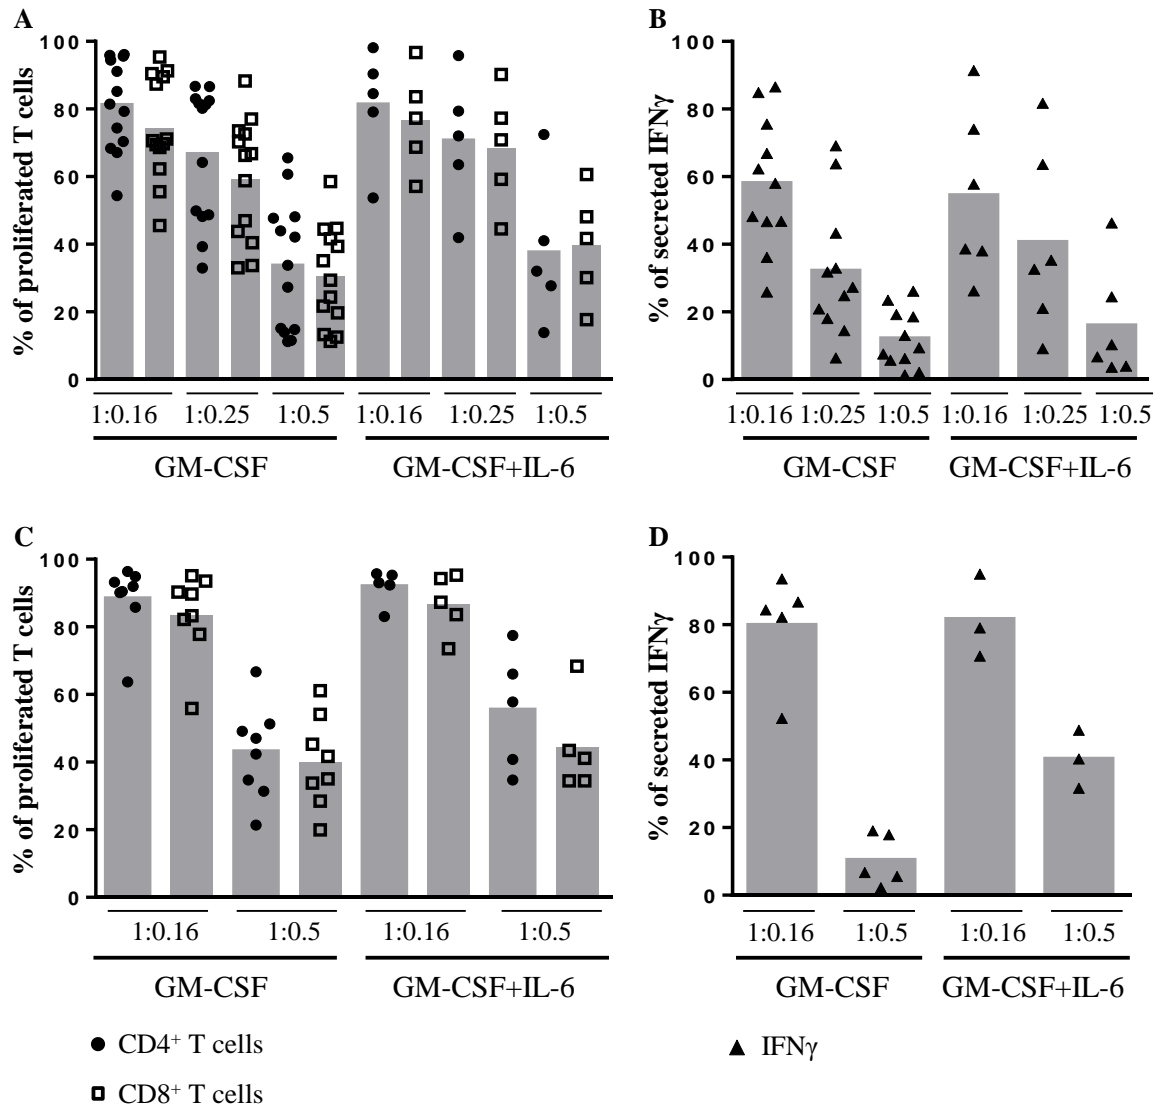 A
% of proliferated T cells
100
80
60
40
20
0
1:0.16 1:0.25 1:0.5 1:0.16 1:0.25 1:0.5
GM-CSF GM-CSF+IL-6
B
% of secreted IFNγ
100
80
60
40
20
0
1:0.16 1:0.25 1:0.5 1:0.16 1:0.25 1:0.5
GM-CSF GM-CSF+IL-6
C
% of proliferated T cells
100
80
60
40
20
0
1:0.16 1:0.5 1:0.16 1:0.5
GM-CSF GM-CSF+IL-6
CD4⁺ T cells
CD8⁺ T cells
D
% of secreted IFNγ
100
80
60
40
20
0
1:0.16 1:0.5 1:0.16 1:0.5
GM-CSF GM-CSF+IL-6
IFNγ